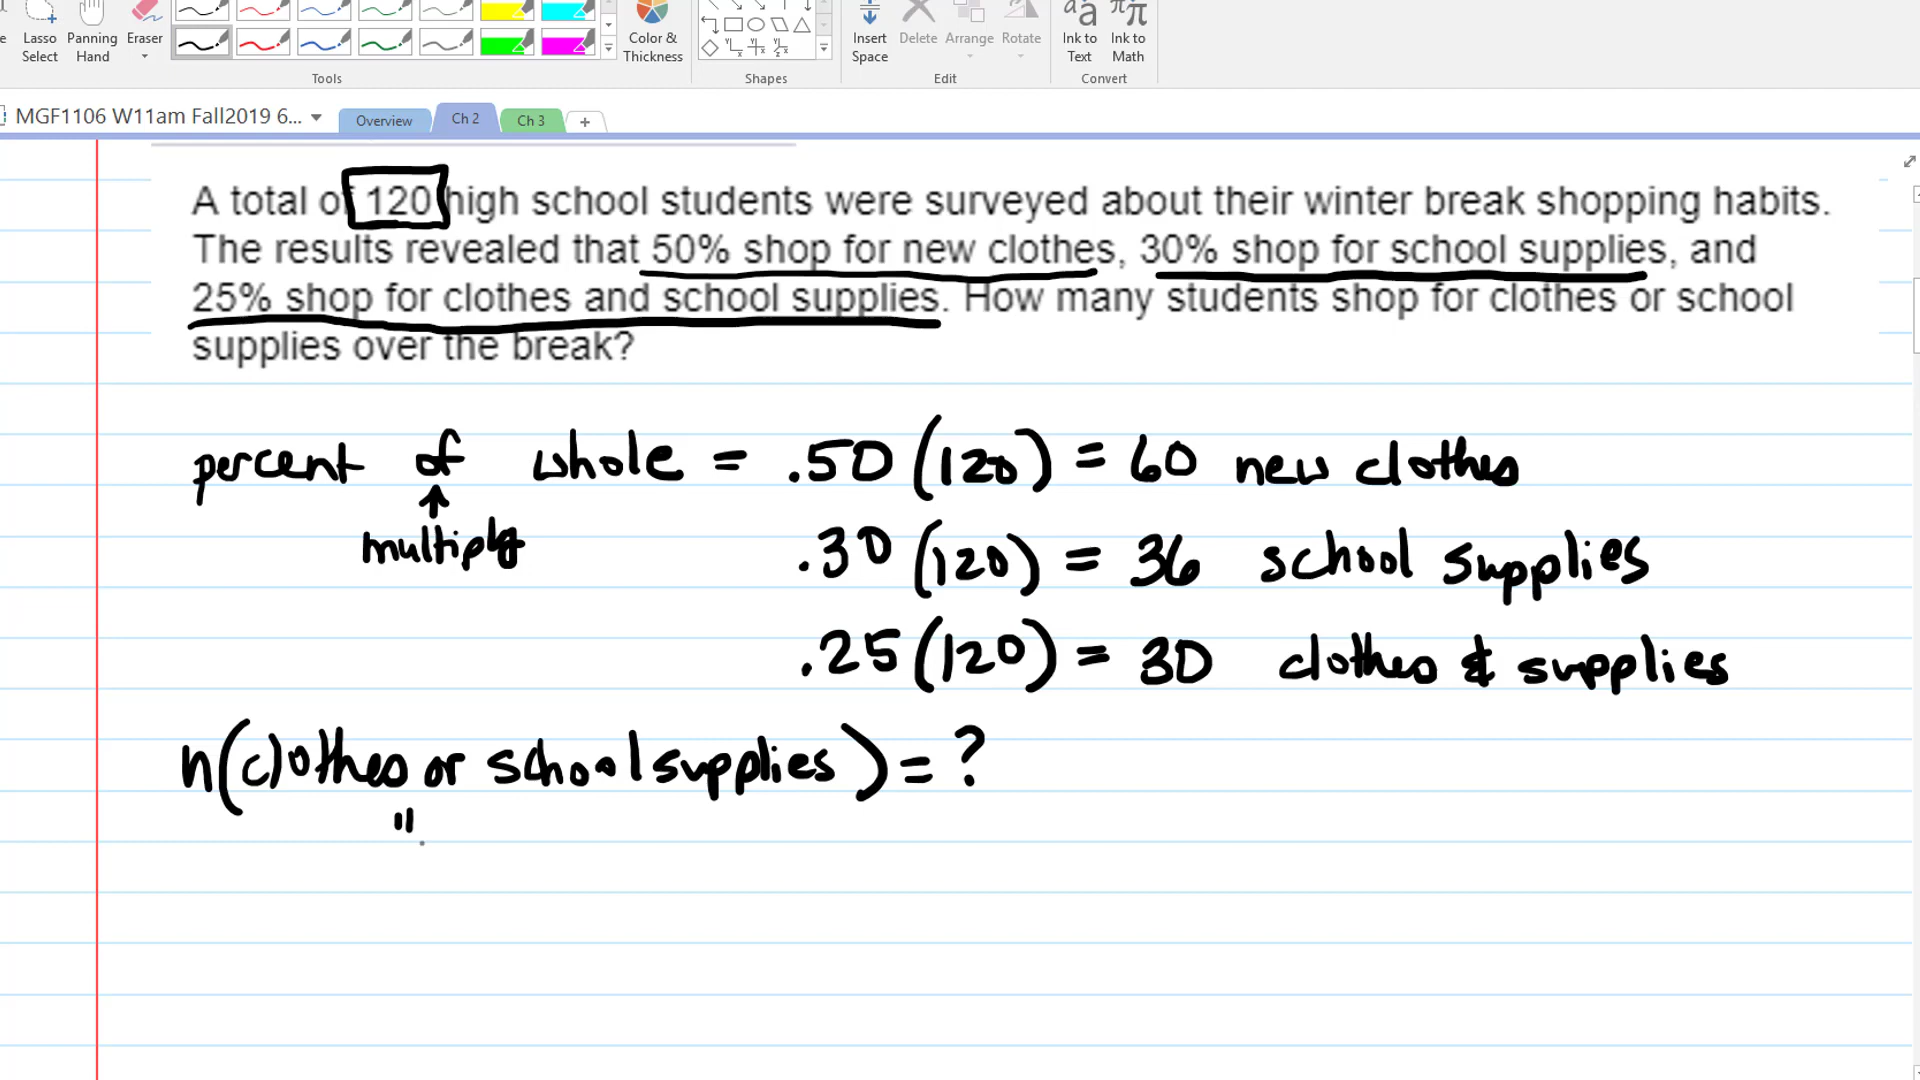 Lasso Select
Panning Hand
Eraser
Color & Thickness
Insert Space
Delete
Arrange
Rotate
Ink to Text
Ink to Math
Tools
Shapes
Edit
Convert
MGF1106 W11am Fall2019 6...
Overview
Ch 2
Ch 3
+
A total of 120 high school students were surveyed about their winter break shopping habits.
The results revealed that 50% shop for new clothes, 30% shop for school supplies, and
25% shop for clothes and school supplies. How many students shop for clothes or school
supplies over the break?
percent of whole = .50 (120) = 60 new clothes
multiply
.30 (120) = 36 school supplies
.25 (120) = 30 clothes & supplies
n(clothes or school supplies) = ?
"